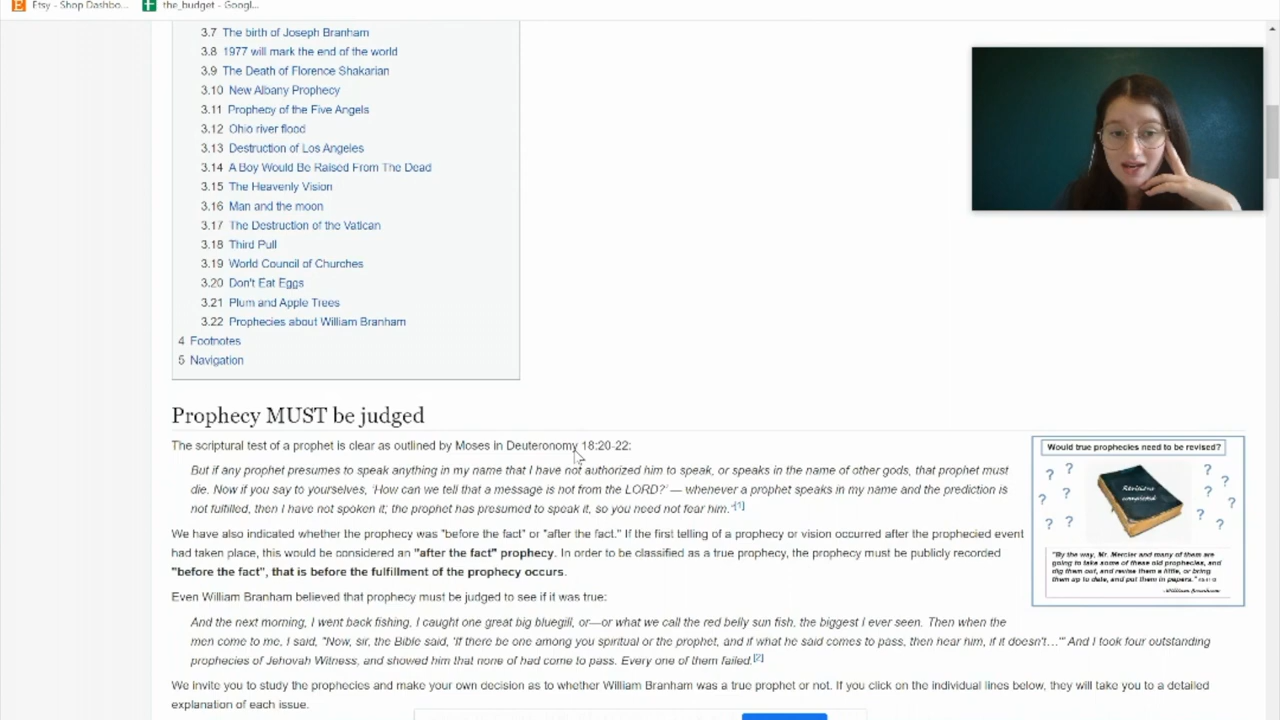 Etsy - Shop Dashbo...
the_budget - Googl...
3.7 The birth of Joseph Branham
3.8 1977 will mark the end of the world
3.9 The Death of Florence Shakarian
3.10 New Albany Prophecy
3.11 Prophecy of the Five Angels
3.12 Ohio river flood
3.13 Destruction of Los Angeles
3.14 A Boy Would Be Raised From The Dead
3.15 The Heavenly Vision
3.16 Man and the moon
3.17 The Destruction of the Vatican
3.18 Third Pull
3.19 World Council of Churches
3.20 Don't Eat Eggs
3.21 Plum and Apple Trees
3.22 Prophecies about William Branham
4 Footnotes
5 Navigation
Prophecy MUST be judged
The scriptural test of a prophet is clear as outlined by Moses in Deuteronomy 18:20-22:
But if any prophet presumes to speak anything in my name that I have not authorized him to speak, or speaks in the name of other gods, that prophet must
die. Now if you say to yourselves, 'How can we tell that a message is not from the LORD?' — whenever a prophet speaks in my name and the prediction is
not fulfilled, then I have not spoken it; the prophet has presumed to speak it, so you need not fear him."[1]
We have also indicated whether the prophecy was "before the fact" or "after the fact." If the first telling of a prophecy or vision occurred after the prophecied event
had taken place, this would be considered an "after the fact" prophecy. In order to be classified as a true prophecy, the prophecy must be publicly recorded
"before the fact", that is before the fulfillment of the prophecy occurs.
Even William Branham believed that prophecy must be judged to see if it was true:
And the next morning, I went back fishing, I caught one great big bluegill, or—or what we call the red belly sun fish, the biggest I ever seen. Then when the
men come to me, I said, "Now, sir, the Bible said, 'If there be one among you spiritual or the prophet, and if what he said comes to pass, then hear him, if it doesn't…'" And I took four outstanding
prophecies of Jehovah Witness, and showed him that none of had come to pass. Every one of them failed.[2]
We invite you to study the prophecies and make your own decision as to whether William Branham was a true prophet or not. If you click on the individual lines below, they will take you to a detailed
explanation of each issue.
Would true prophecies need to be revised?
Revisions
completed
"By the way, Mr. Mercier and many of them are
going to take some of these old prophecies, and
dig them out, and revise them a little, or bring
them up to date, and put them in papers."
-William Branham